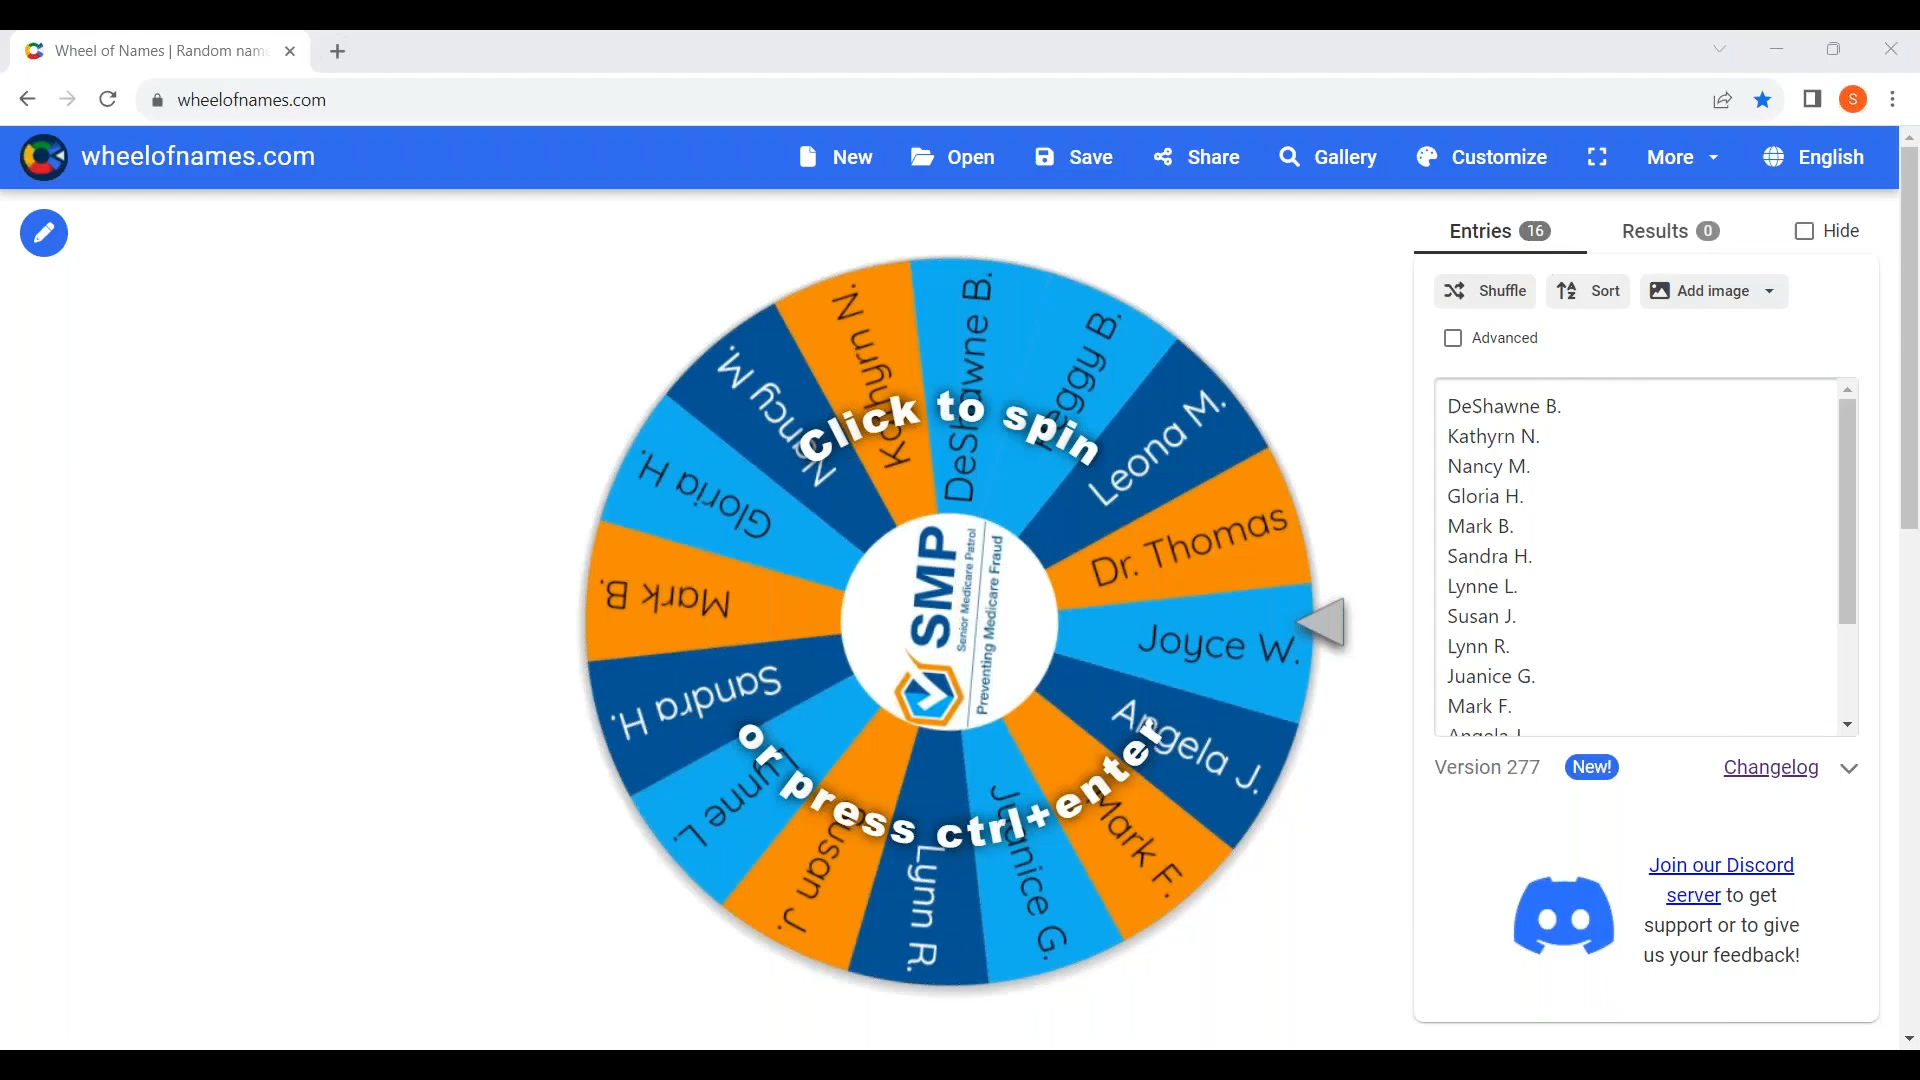 Wheel of Names | Random nam
wheelofnames.com
S
wheelofnames.com
New
Open
Save
Share
Gallery
Customize
More
English
Entries 16
Results 0
Hide
Shuffle
Sort
Add image
Advanced
DeShawne B.
Kathyrn N.
Nancy M.
Gloria H.
Mark B.
Sandra H.
Lynne L.
Susan J.
Lynn R.
Juanice G.
Mark F.
Angela J.
Version 277
New!
Changelog
Join our Discord
server to get
support or to give
us your feedback!
Click to spin
or press ctrl+enter
DeShawne B.
Peggy B.
Leona M.
Dr. Thomas
Joyce W.
Angela J.
Mark F.
Juanice G.
Lynn R.
Susan J.
Lynne L.
Sandra H.
Mark B.
Gloria H.
Nancy M.
Kathyrn N.
SMP
Senior Medicare Patrol
Preventing Medicare Fraud